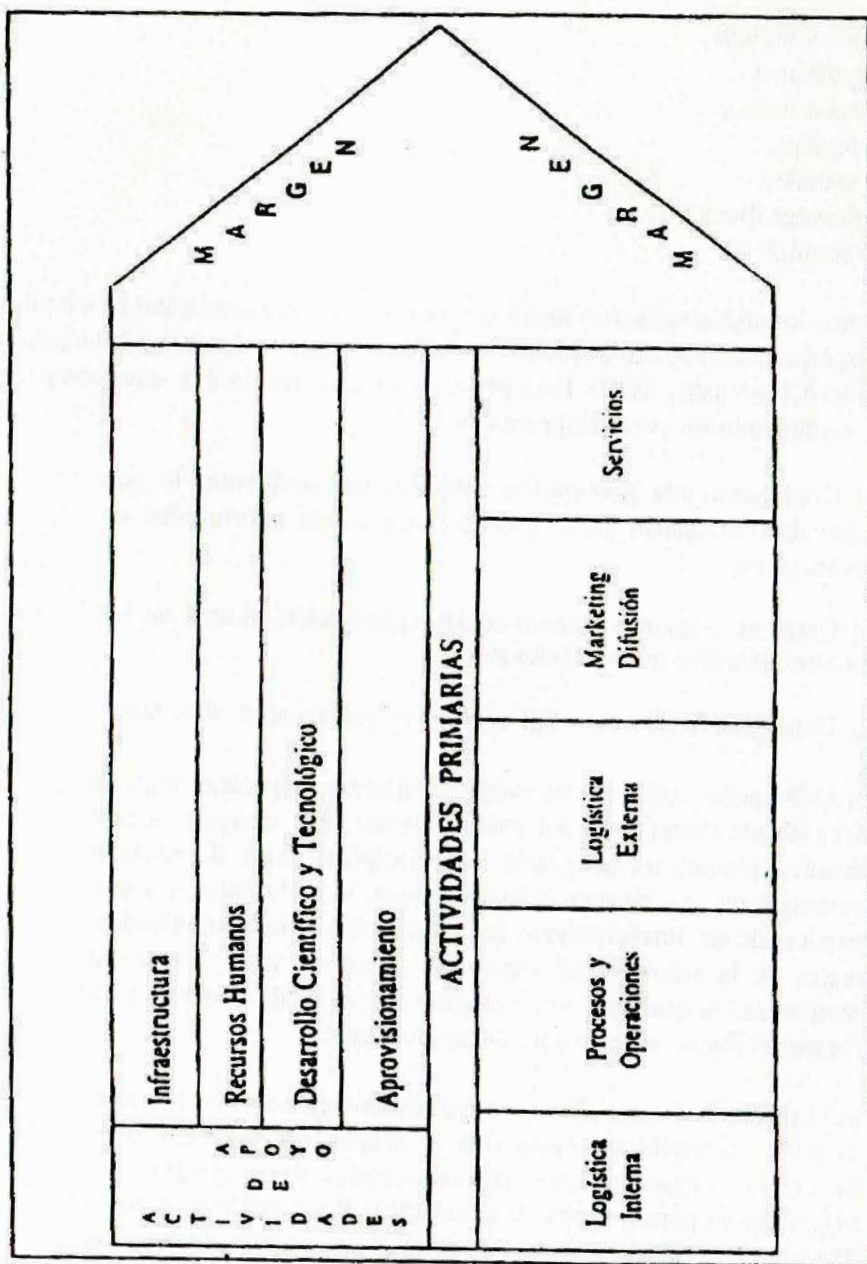 ACTIVIDADES
DE
APOYO
Infraestructura
Recursos Humanos
Desarrollo Científico y Tecnológico
Aprovisionamiento
MARGEN
ACTIVIDADES PRIMARIAS
Logística
Interna
Procesos y
Operaciones
Logística
Externa
Marketing
Difusión
Servicios
MARGEN